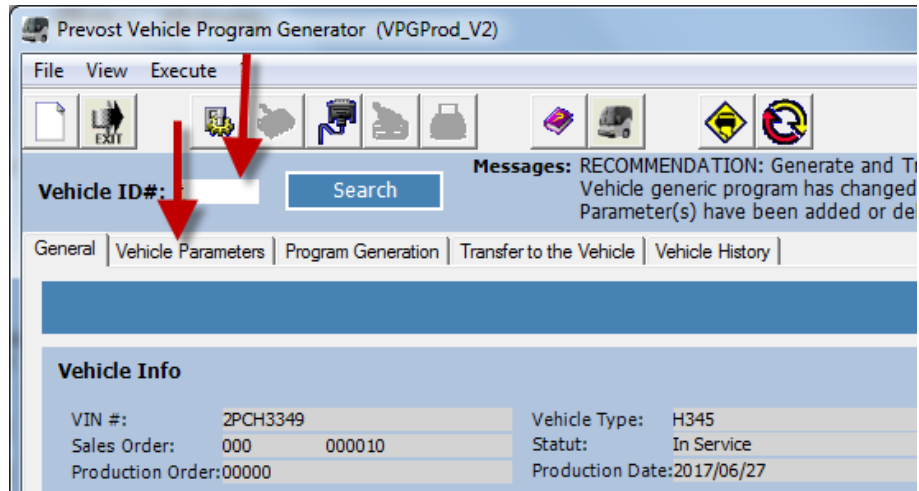 Prevost Vehicle Program Generator (VPGProd_V2)
File View Execute
EXIT
Vehicle ID#: Search
Messages: RECOMMENDATION: Generate and
Vehicle generic program has changed
Parameter(s) have been added or
General Vehicle Parameters Program Generation Transfer to the Vehicle Vehicle History
Vehicle Info
VIN #: 2PCH3349 Vehicle Type: H345
Sales Order: 000 000010 Statut: In Service
Production Order:00000 Production Date:2017/06/27